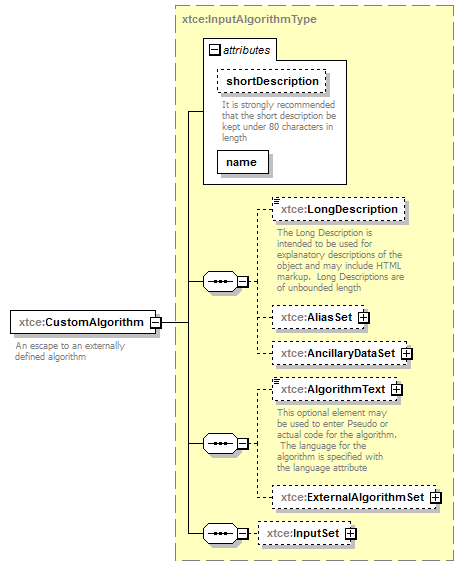 xtce:InputAlgorithmType
attributes
shortDescription
It is strongly recommended
that the short description be
kept under 80 characters in
length
name
xtce:LongDescription
The Long Description is
intended to be used for
explanatory descriptions of the
object and may include HTML
markup.  Long Descriptions are
of unbounded length
xtce:AliasSet
xtce:CustomAlgorithm
An escape to an externally
defined algorithm
xtce:AncillaryDataSet
xtce:AlgorithmText
This optional element may
be used to enter Pseudo or
actual code for the algorithm.
 The language for the
algorithm is specified with
the language attribute
xtce:ExternalAlgorithmSet
xtce:InputSet